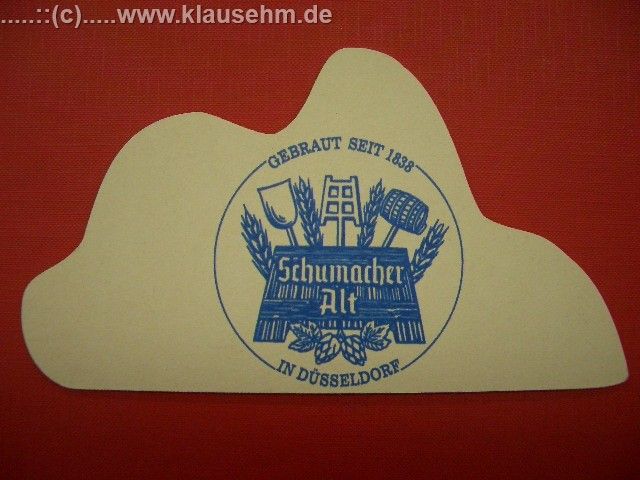 .....::(c).....www.klausehm.de
GEBRAUT SEIT 1838
Schumacher
Alt
IN DÜSSELDORF